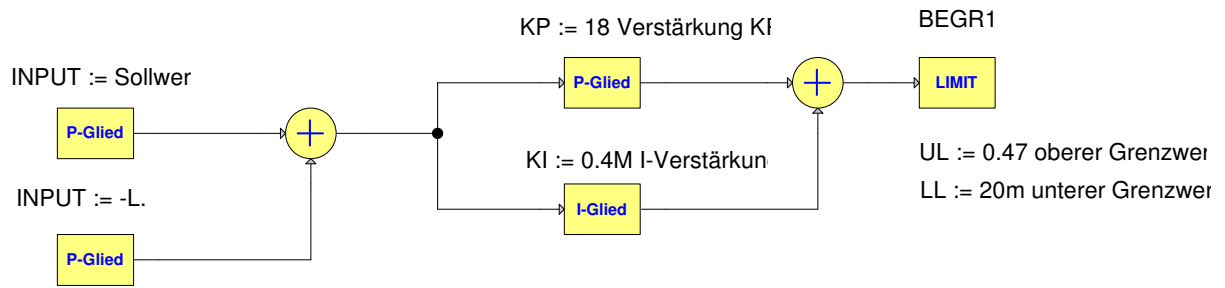 KP := 18 Verstärkung KF
BEGR1
INPUT := Sollwer
P-Glied
LIMIT
P-Glied
KI := 0.4M I-Verstärkun
UL := 0.47 oberer Grenzwer
INPUT := -L.
LL := 20m unterer Grenzwer
I-Glied
P-Glied